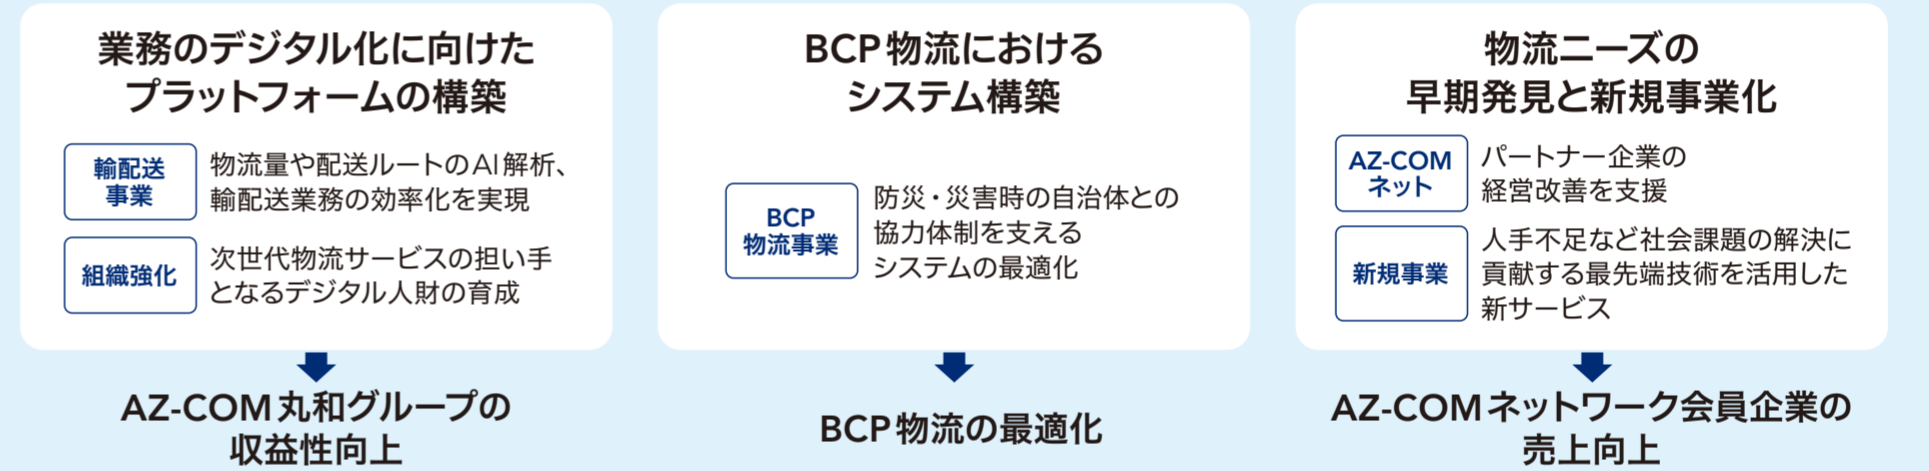 業務のデジタル化に向けた
プラットフォームの構築
輸配送
事業
物流量や配送ルートのAI解析、
輸配送業務の効率化を実現
組織強化
次世代物流サービスの担い手
となるデジタル人財の育成
AZ-COM丸和グループの
収益性向上
BCP物流における
システム構築
BCP
物流事業
防災・災害時の自治体との
協力体制を支える
システムの最適化
BCP物流の最適化
物流ニーズの
早期発見と新規事業化
AZ-COM
ネット
パートナー企業の
経営改善を支援
新規事業
人手不足など社会課題の解決に
貢献する最先端技術を活用した
新サービス
AZ-COMネットワーク会員企業の
売上向上